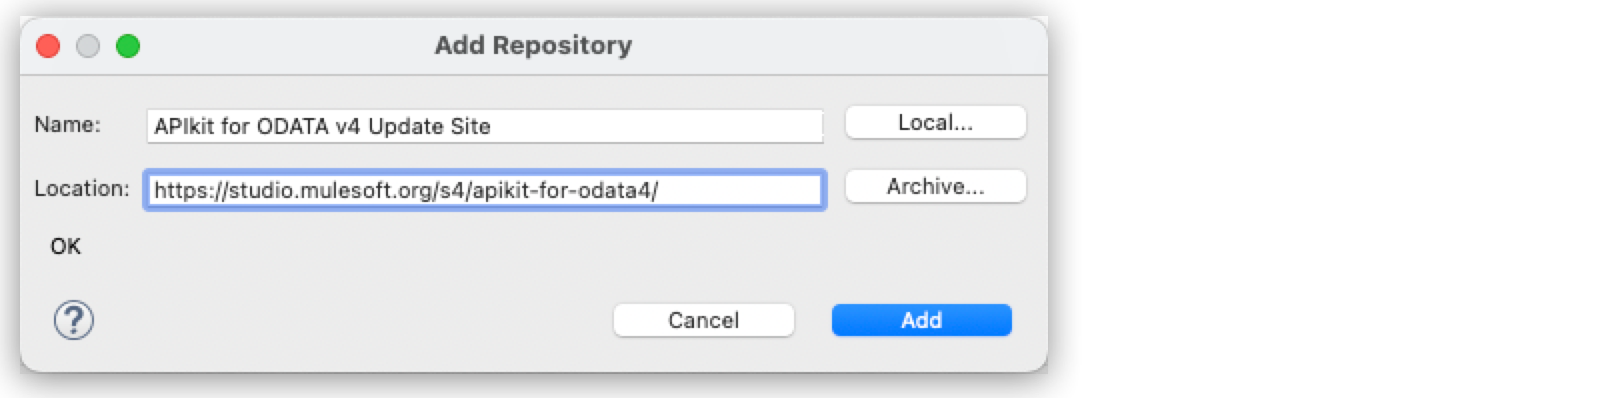 Add Repository
Name: APIkit for ODATA v4 Update Site Local...
Location: https://studio.mulesoft.org/s4/apikit-for-odata4/ Archive...
OK
? Cancel Add